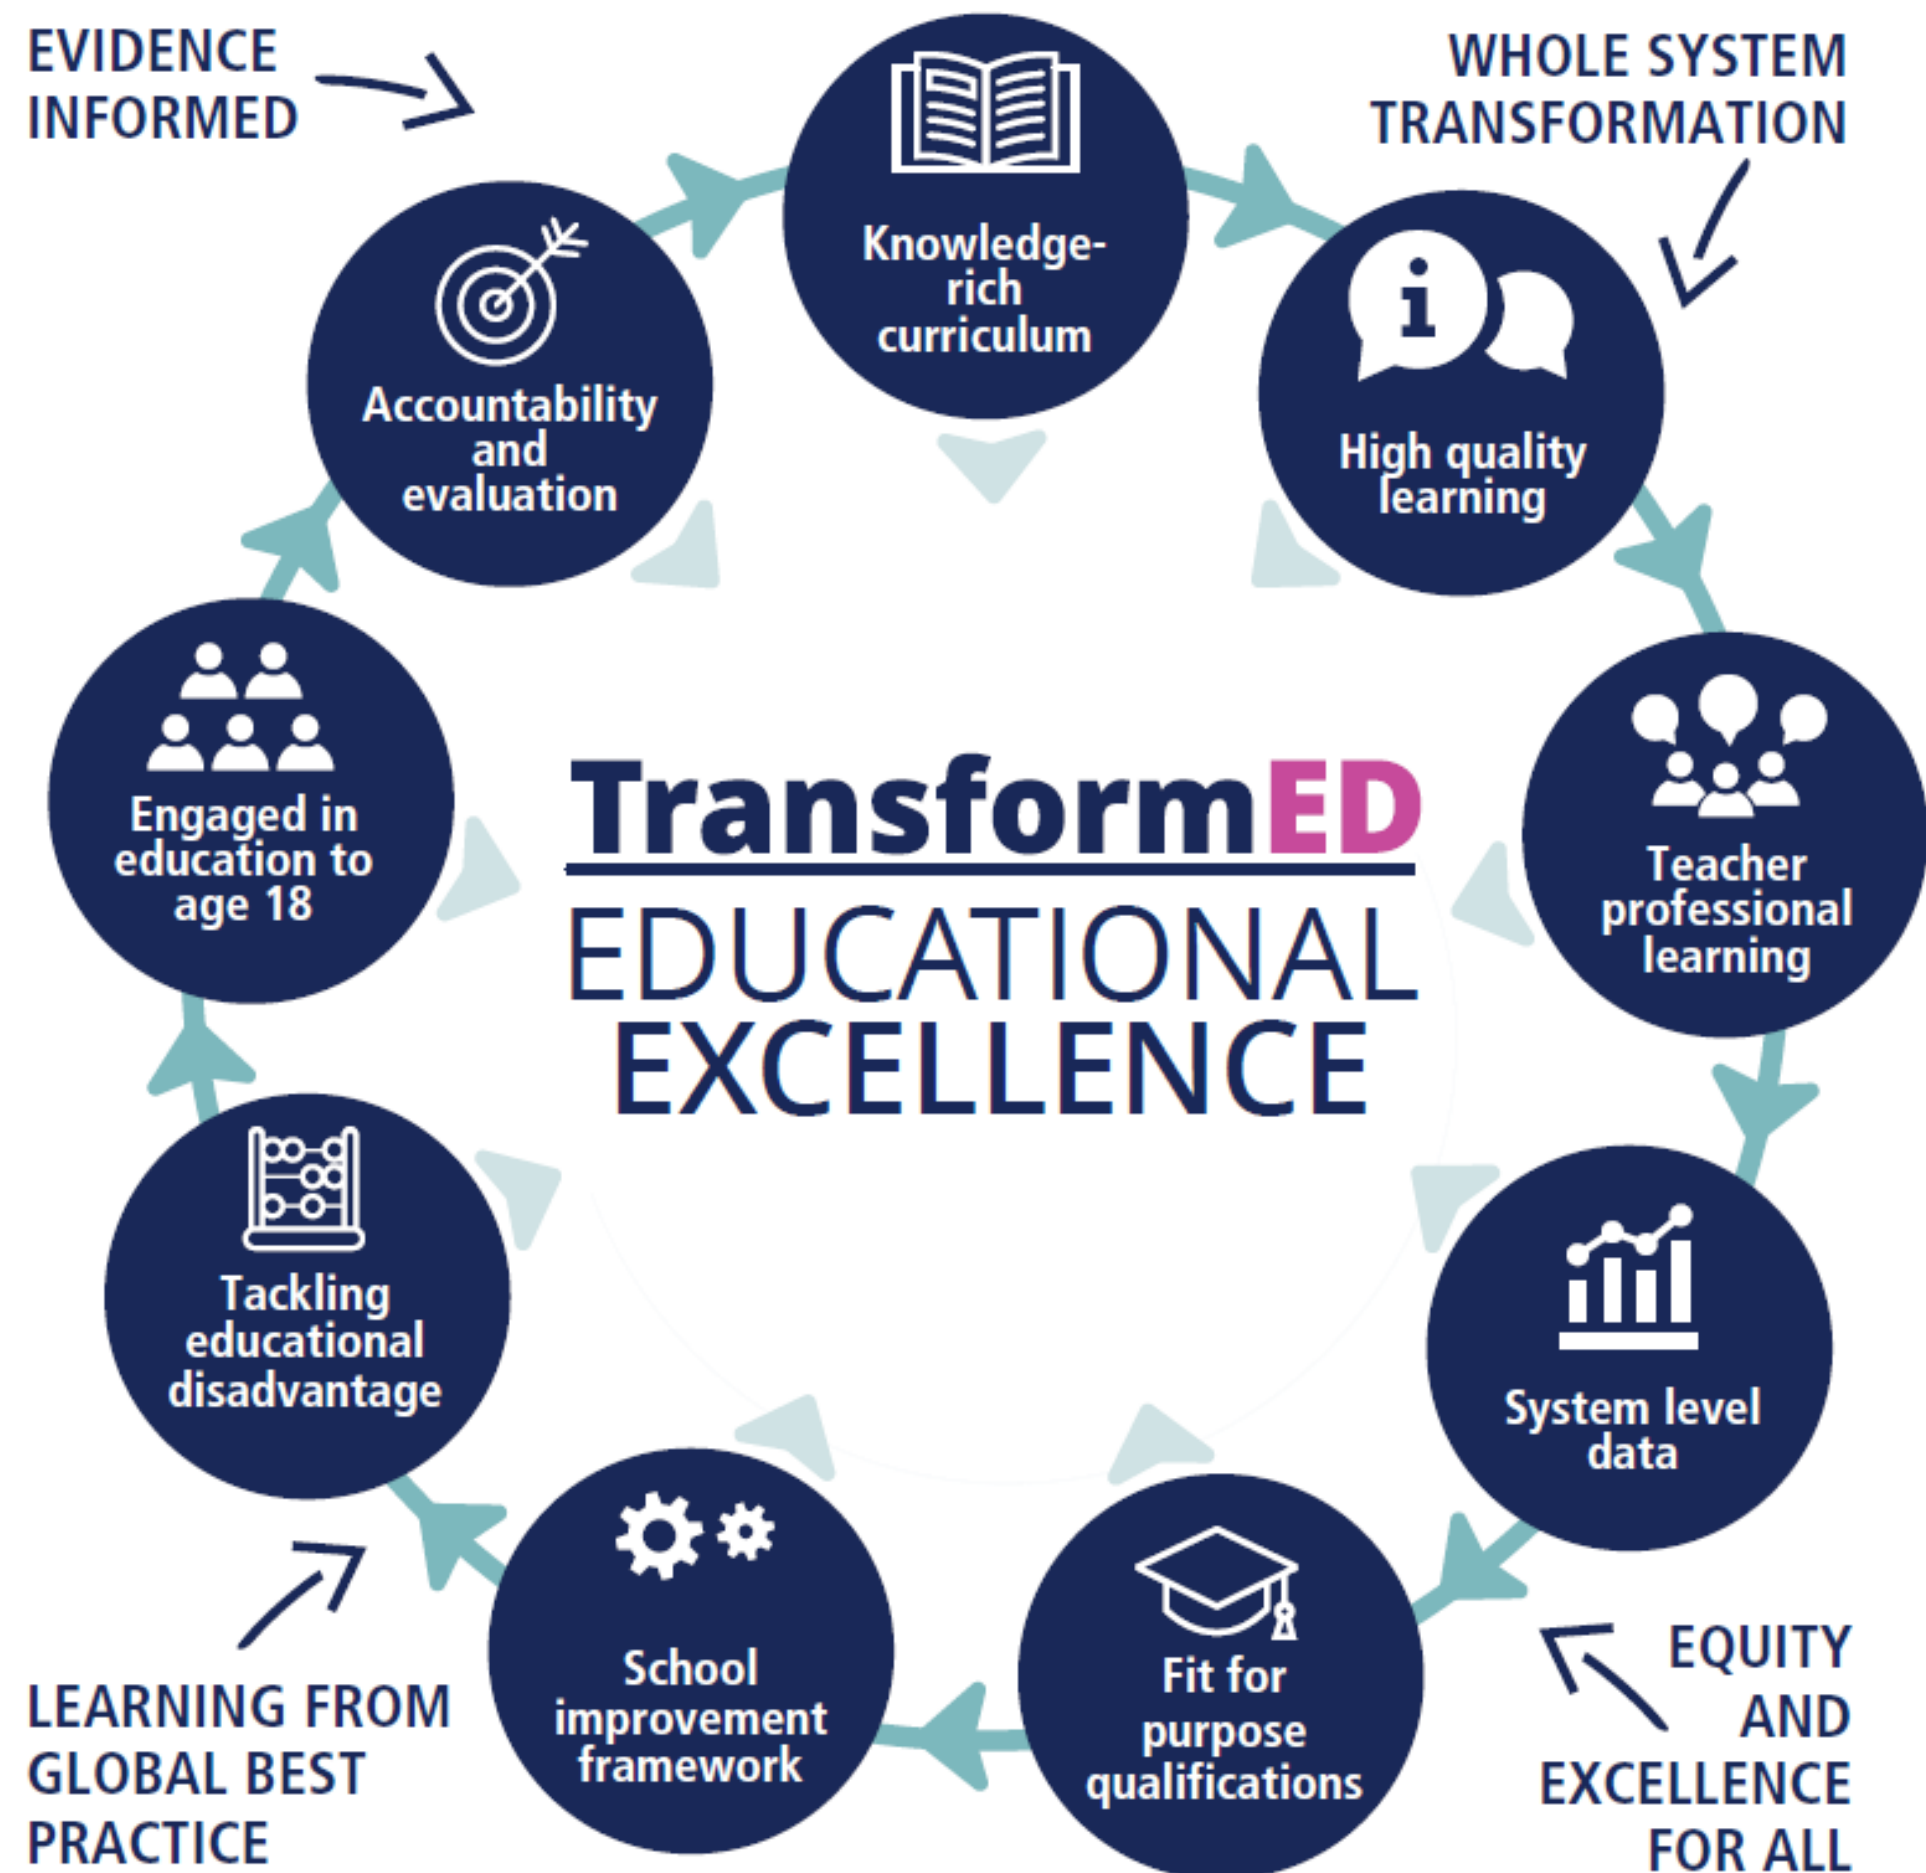 EVIDENCE
INFORMED
WHOLE SYSTEM
TRANSFORMATION
Knowledge-
rich
curriculum
High quality
learning
Teacher
professional
learning
System level
data
Fit for
purpose
qualifications
School
improvement
framework
Tackling
educational
disadvantage
Engaged in
education to
age 18
Accountability
and
evaluation
TransformED
EDUCATIONAL
EXCELLENCE
LEARNING FROM
GLOBAL BEST
PRACTICE
EQUITY
AND
EXCELLENCE
FOR ALL